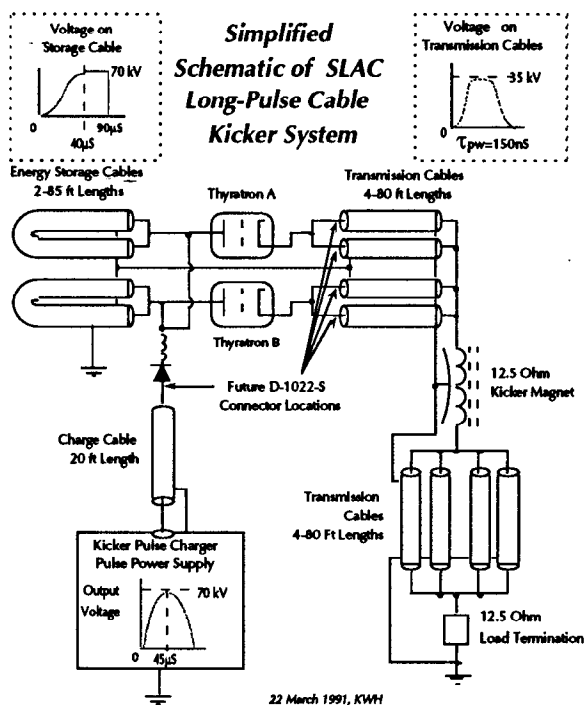 Voltage on
Storage Cable
70 kV
0
90µS
40µS
Simplified
Schematic of SLAC
Long-Pulse Cable
Kicker System
Voltage on
Transmission Cables
35 kV
0
τpw=150nS
Energy Storage Cables
2-85 ft Lengths
Thyratron A
Transmission Cables
4-80 ft Lengths
Thyratron B
Future D-1022-S
Connector Locations
12.5 Ohm
Kicker Magnet
Charge Cable
20 ft Length
Transmission
Cables
4-80 Ft Lengths
Kicker Pulse Charger
Pulse Power Supply
Output
Voltage
70 kV
0
45µS
12.5 Ohm
Load Termination
22 March 1991, KWH